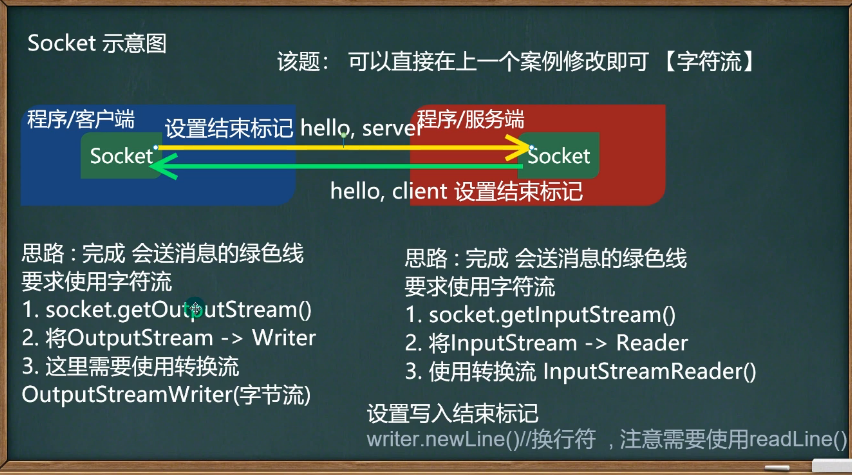 Socket 示意图
该题： 可以直接在上一个案例修改即可 【字符流】
程序/客户端
设置结束标记 hello, server
程序/服务端
Socket
Socket
hello, client 设置结束标记
思路 : 完成 会送消息的绿色线
要求使用字符流
1. socket.getOutputStream()
2. 将OutputStream -> Writer
3. 这里需要使用转换流
OutputStreamWriter(字节流)
思路 : 完成 会送消息的绿色线
要求使用字符流
1. socket.getInputStream()
2. 将InputStream -> Reader
3. 使用转换流 InputStreamReader()
设置写入结束标记
writer.newLine()//换行符 , 注意需要使用readLine()